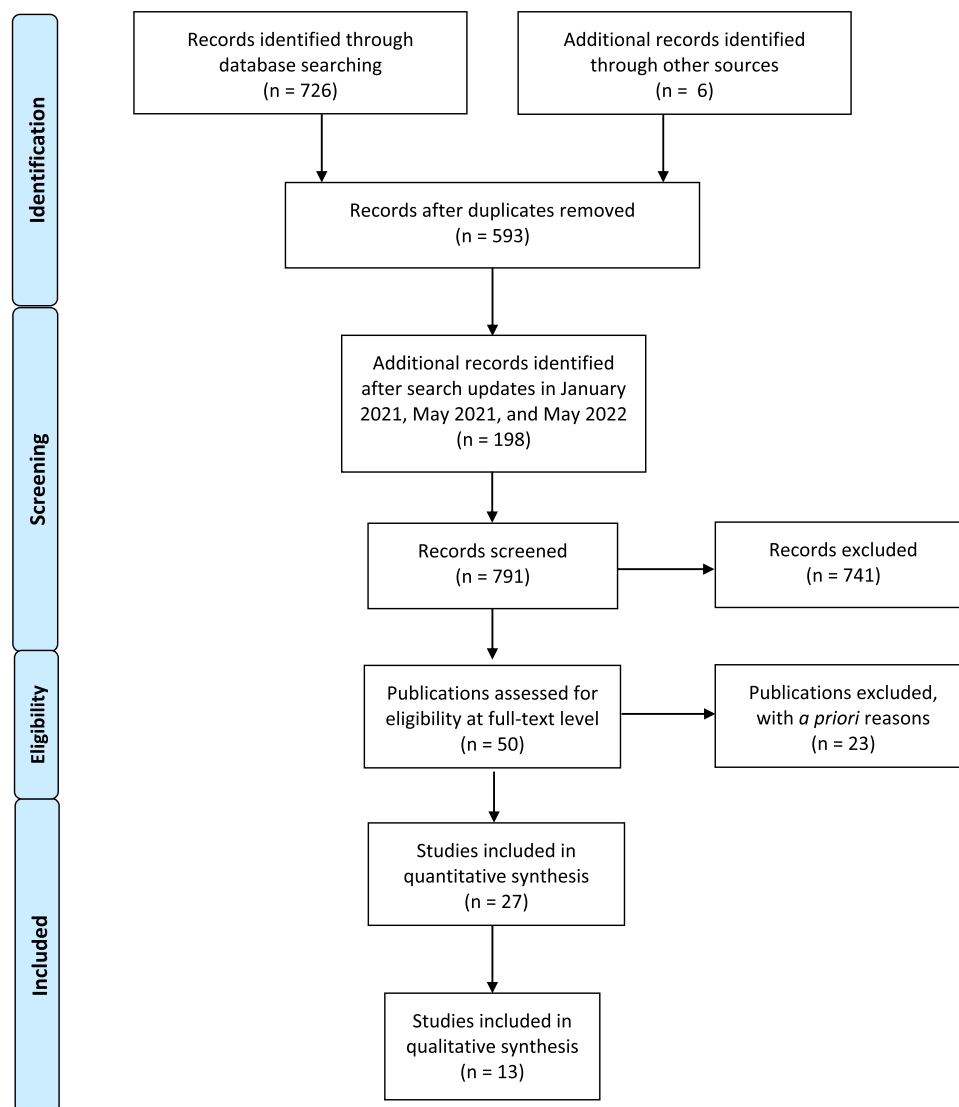 Identification
Records identified through
database searching
(n = 726)
Additional records identified
through other sources
(n =  6)
Records after duplicates removed
(n = 593)
Screening
Additional records identified
after search updates in January
2021, May 2021, and May 2022
(n = 198)
Records screened
(n = 791)
Records excluded
(n = 741)
Eligibility
Publications assessed for
eligibility at full-text level
(n = 50)
Publications excluded,
with a priori reasons
(n = 23)
Included
Studies included in
quantitative synthesis
(n = 27)
Studies included in
qualitative synthesis
(n = 13)